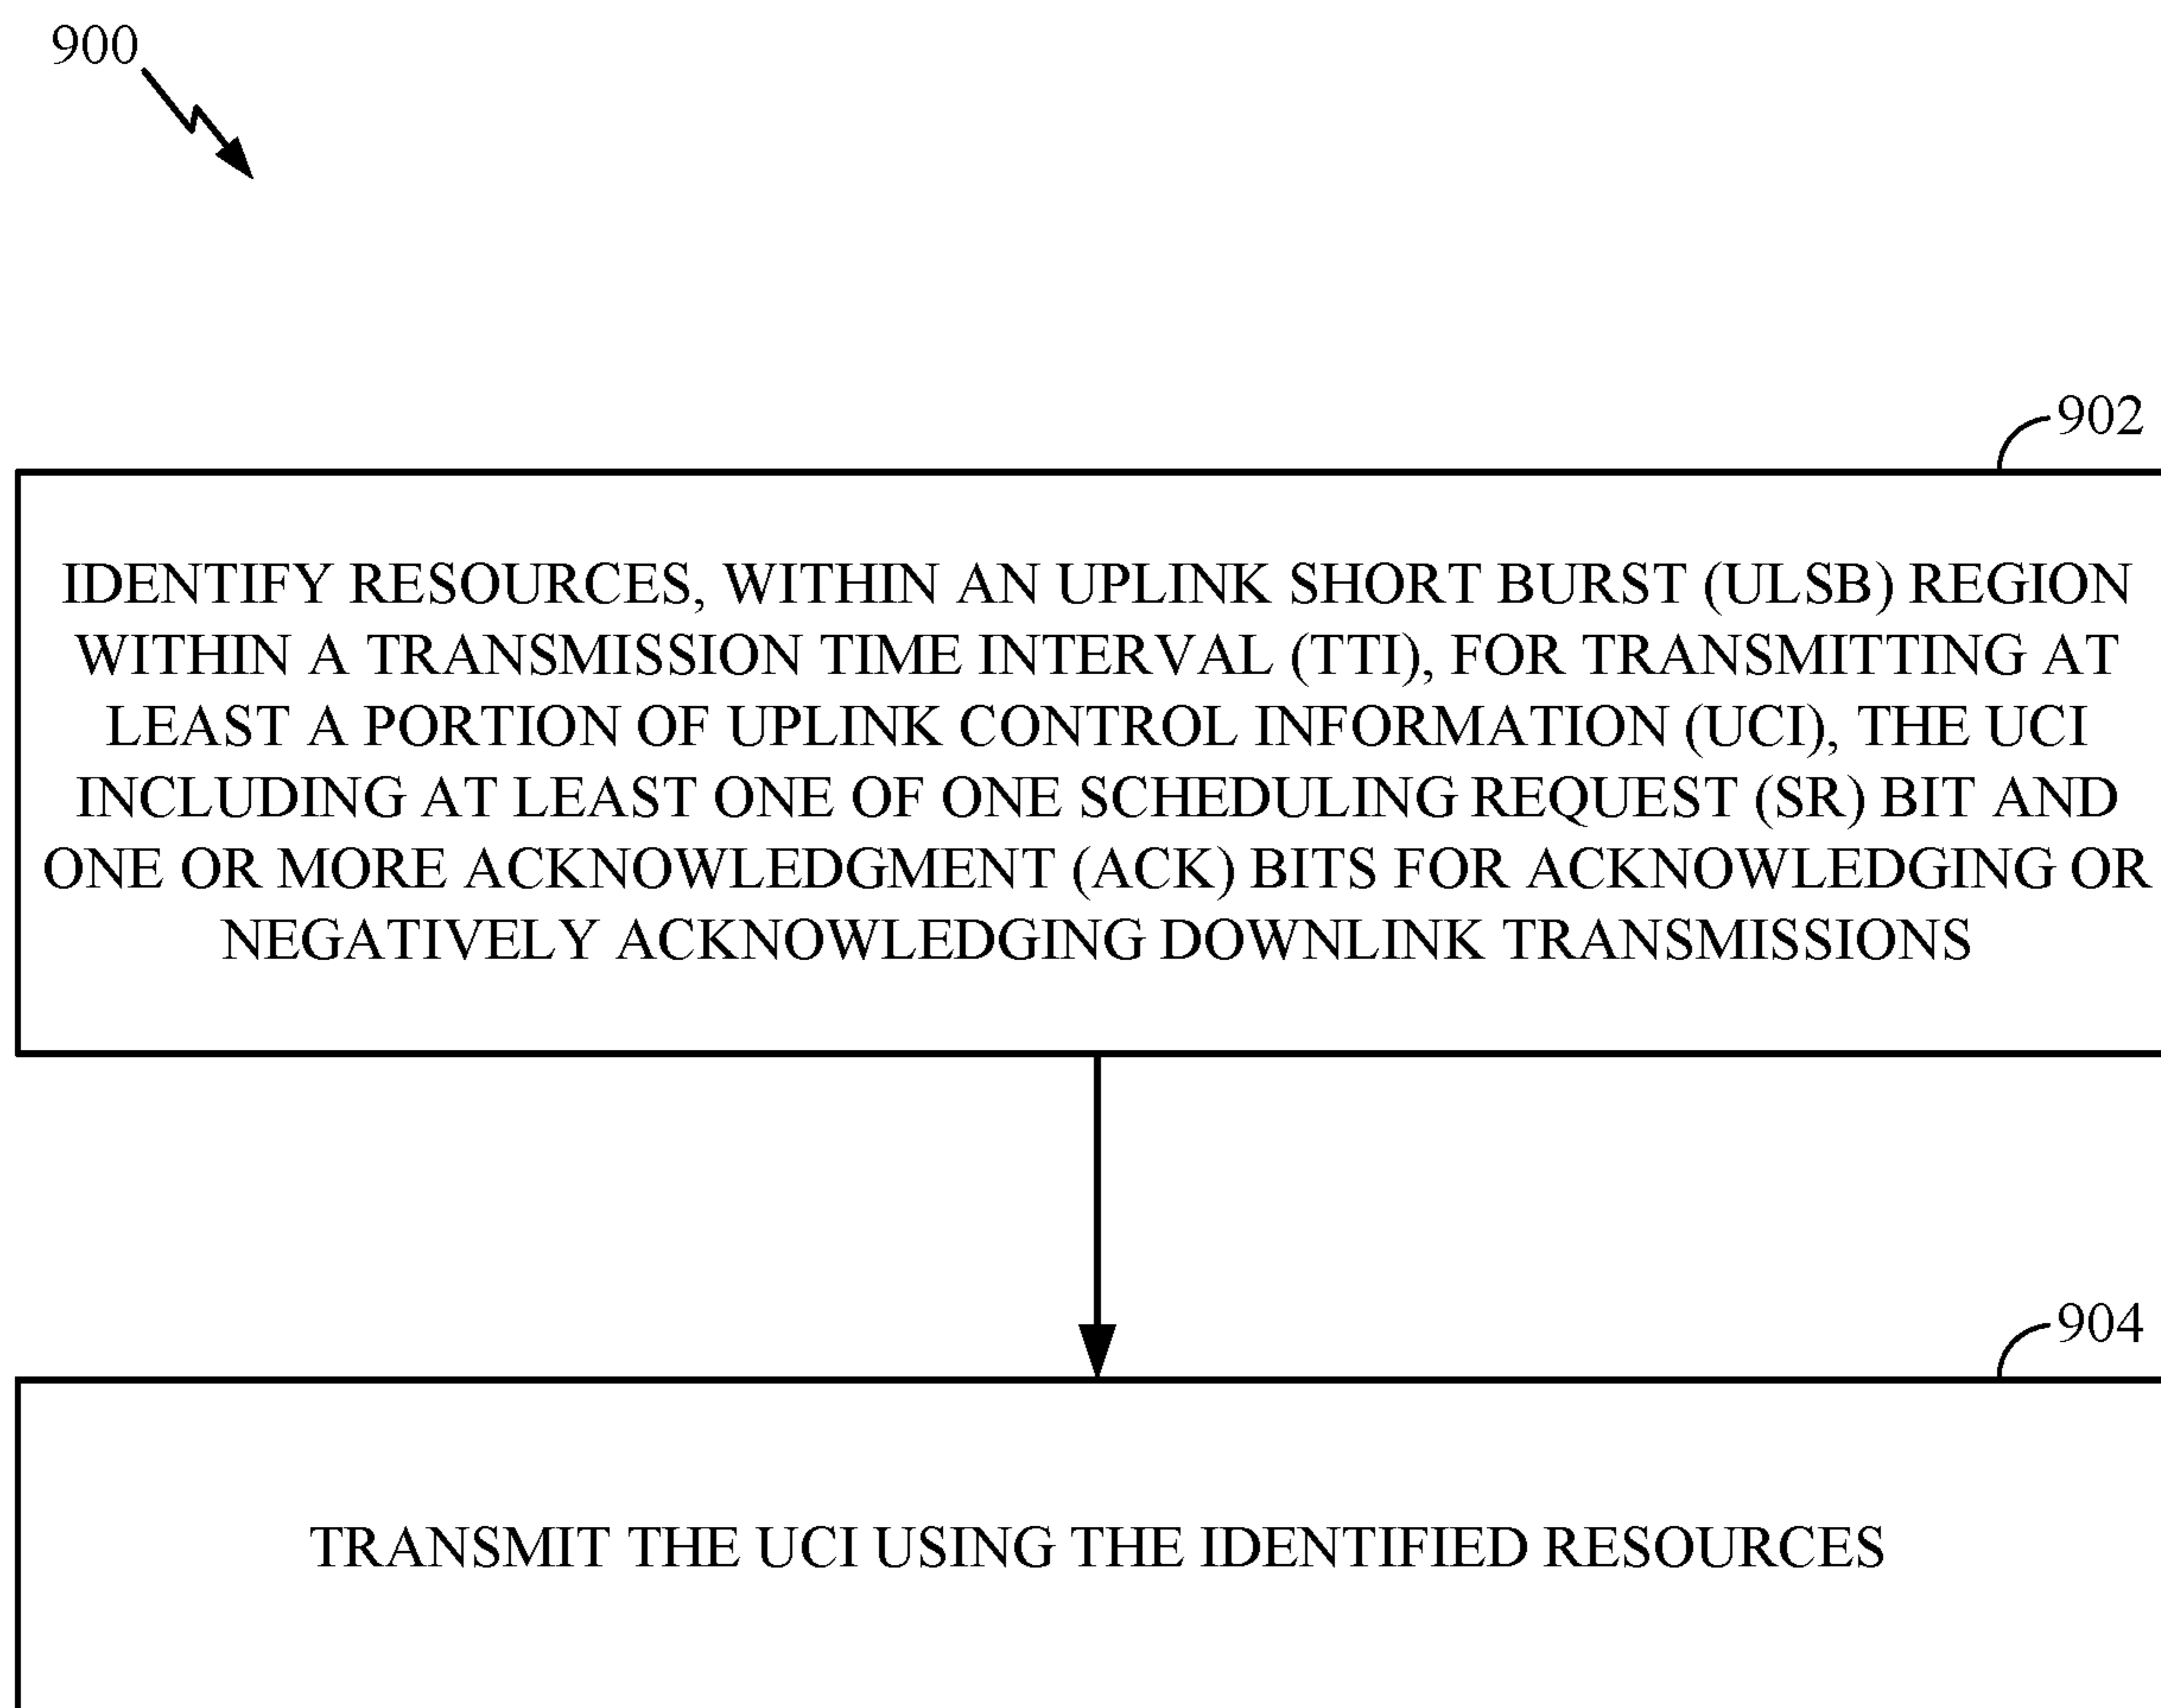 900
902
IDENTIFY RESOURCES, WITHIN AN UPLINK SHORT BURST (ULSB) REGION
WITHIN A TRANSMISSION TIME INTERVAL (TTI), FOR TRANSMITTING AT
LEAST A PORTION OF UPLINK CONTROL INFORMATION (UCI), THE UCI
INCLUDING AT LEAST ONE OF ONE SCHEDULING REQUEST (SR) BIT AND
ONE OR MORE ACKNOWLEDGMENT (ACK) BITS FOR ACKNOWLEDGING OR
NEGATIVELY ACKNOWLEDGING DOWNLINK TRANSMISSIONS
904
TRANSMIT THE UCI USING THE IDENTIFIED RESOURCES